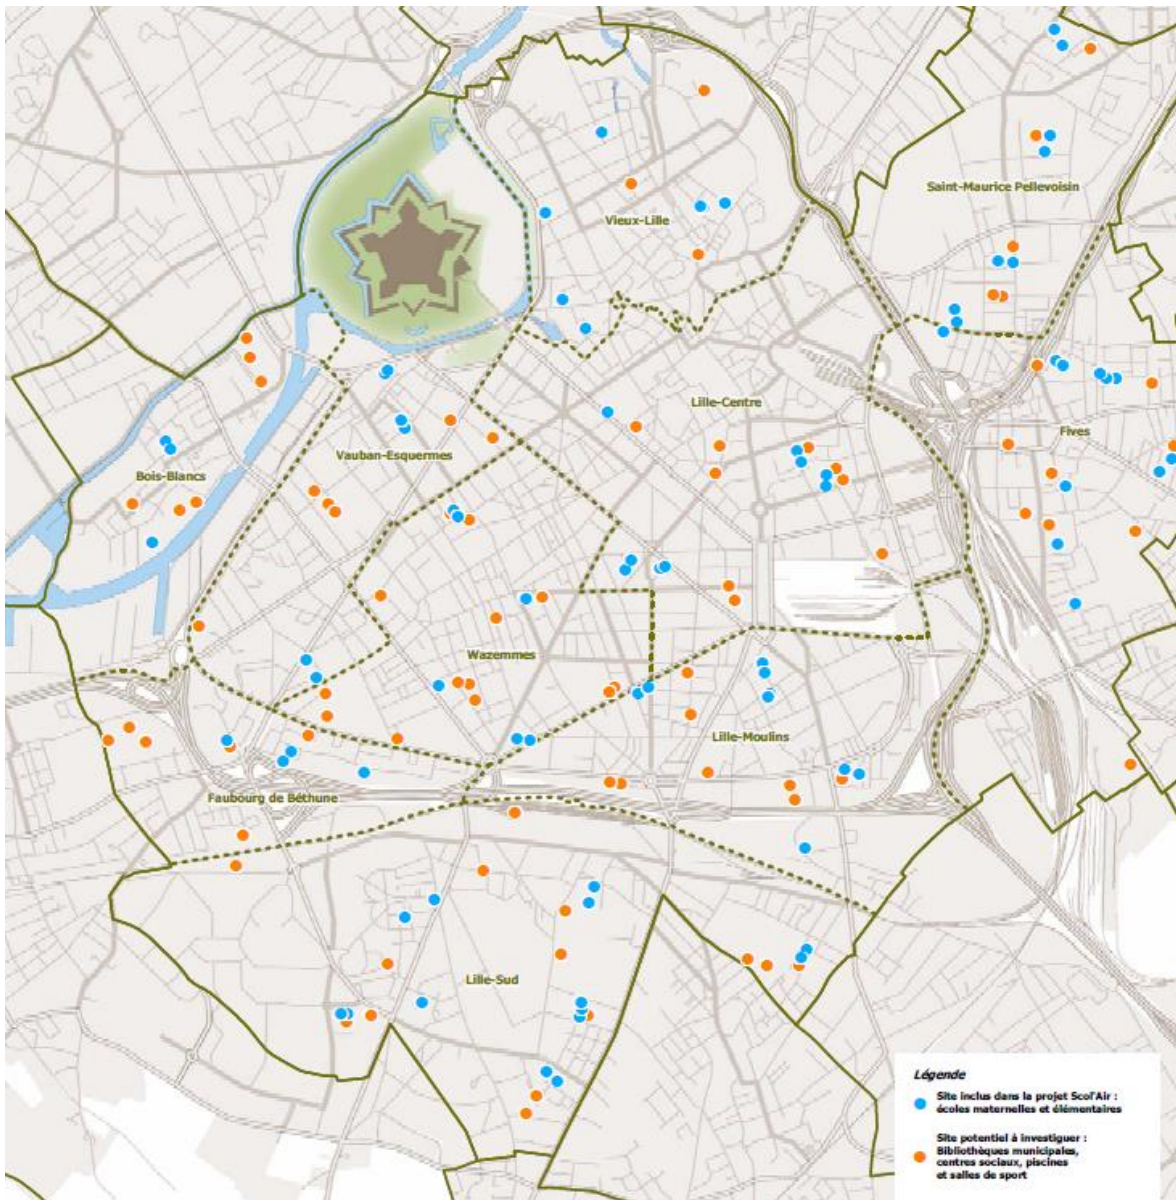 Saint-Maurice Pellevoisin
Vieux-Lille
Lille-Centre
Fives
Vauban-Esquermes
Bois-Blancs
Wazemmes
Lille-Moulins
Faubourg de Béthune
Lille-Sud
Légende
Site inclus dans la projet Scol'Air :
écoles maternelles et élémentaires
Site potentiel à investiguer :
Bibliothèques municipales,
centres sociaux, piscines
et salles de sport